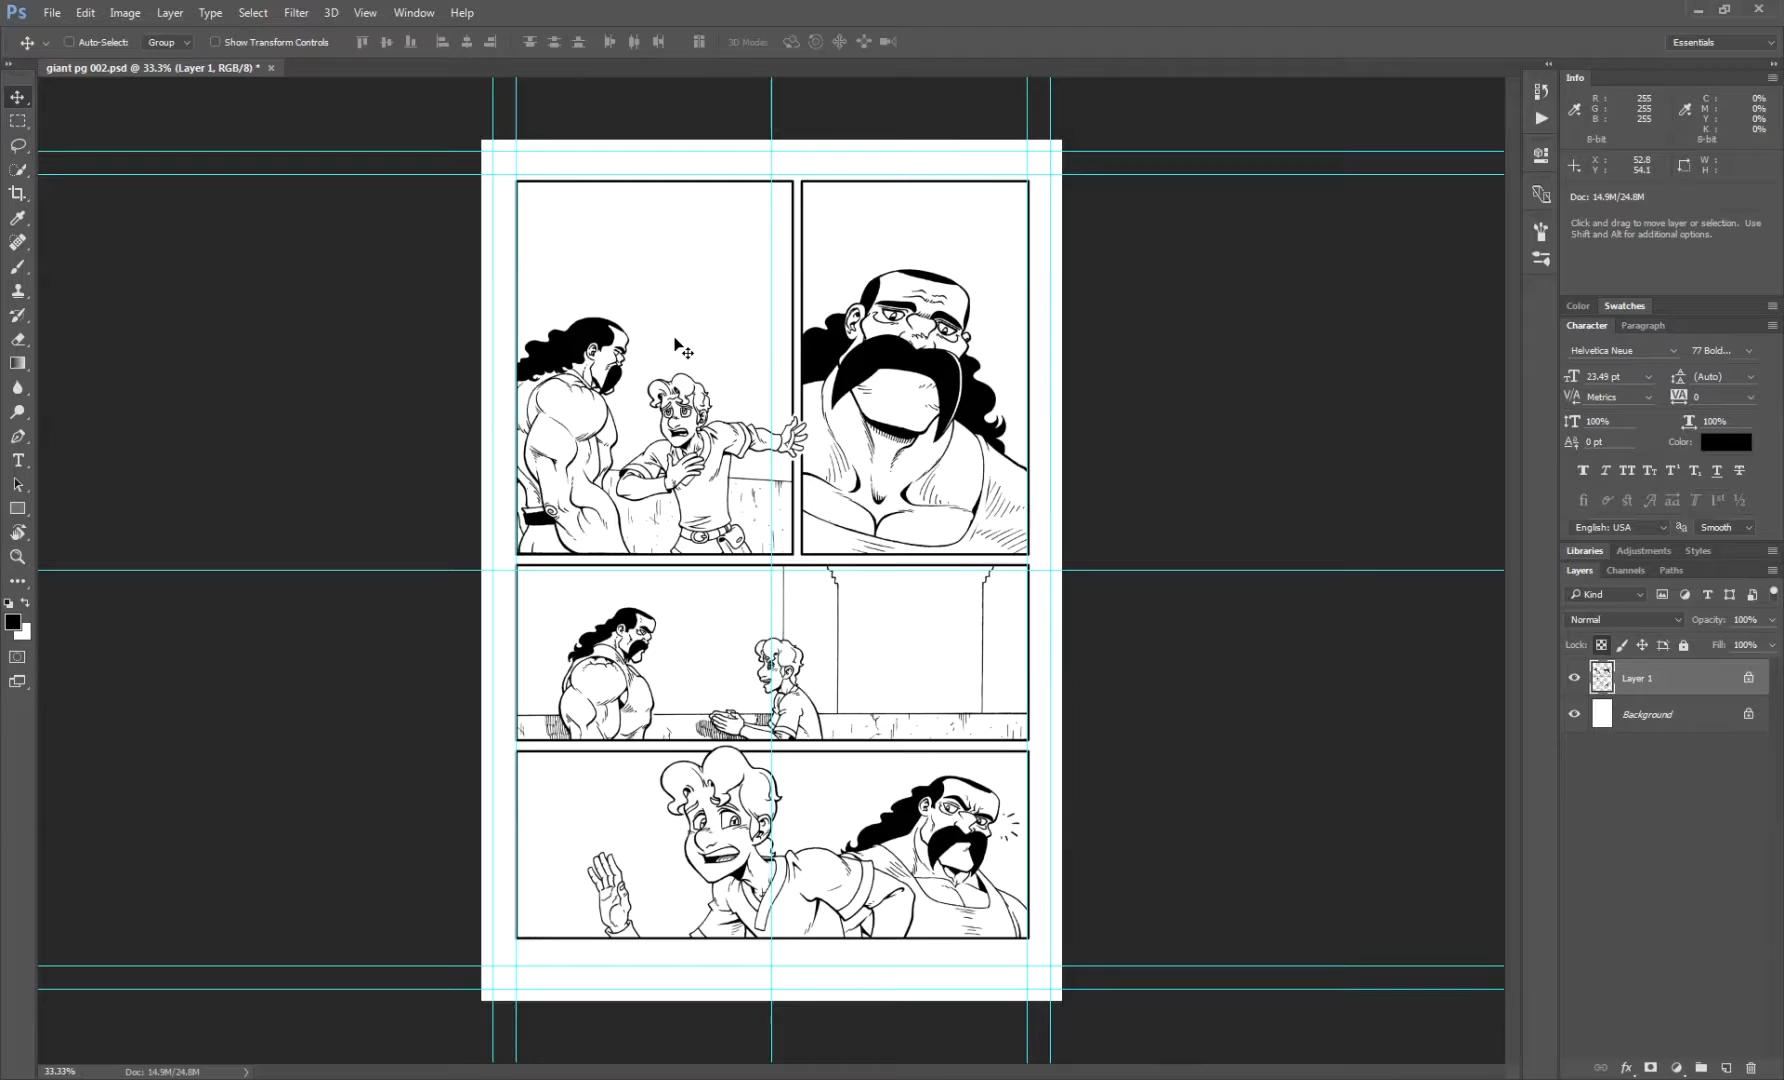 Ps File Edit Image Layer Type Select Filter 3D View Window Help
Auto-Select: Group Show Transform Controls 3D Mode: Essentials
giant pg 002.psd @ 33.3% (Layer 1, RGB/8) * ×
Info
R : 255 C : 0%
G : 255 M : 0%
B : 255 Y : 0%
K : 0%
8-bit 8-bit
X : 52.8 W :
Y : 54.1 H :
Doc: 14.9M/24.8M
Click and drag to move layer or selection. Use
Shift and Alt for additional options.
Color Swatches
Character Paragraph
Helvetica Neue 77 Bold...
23.49 pt (Auto)
Metrics 0
100% 100%
0 pt Color:
English: USA aa Smooth
Libraries Adjustments Styles
Layers Channels Paths
Kind
Normal Opacity: 100%
Lock: Fill: 100%
Layer 1
Background
33.33% Doc: 14.9M/24.8M